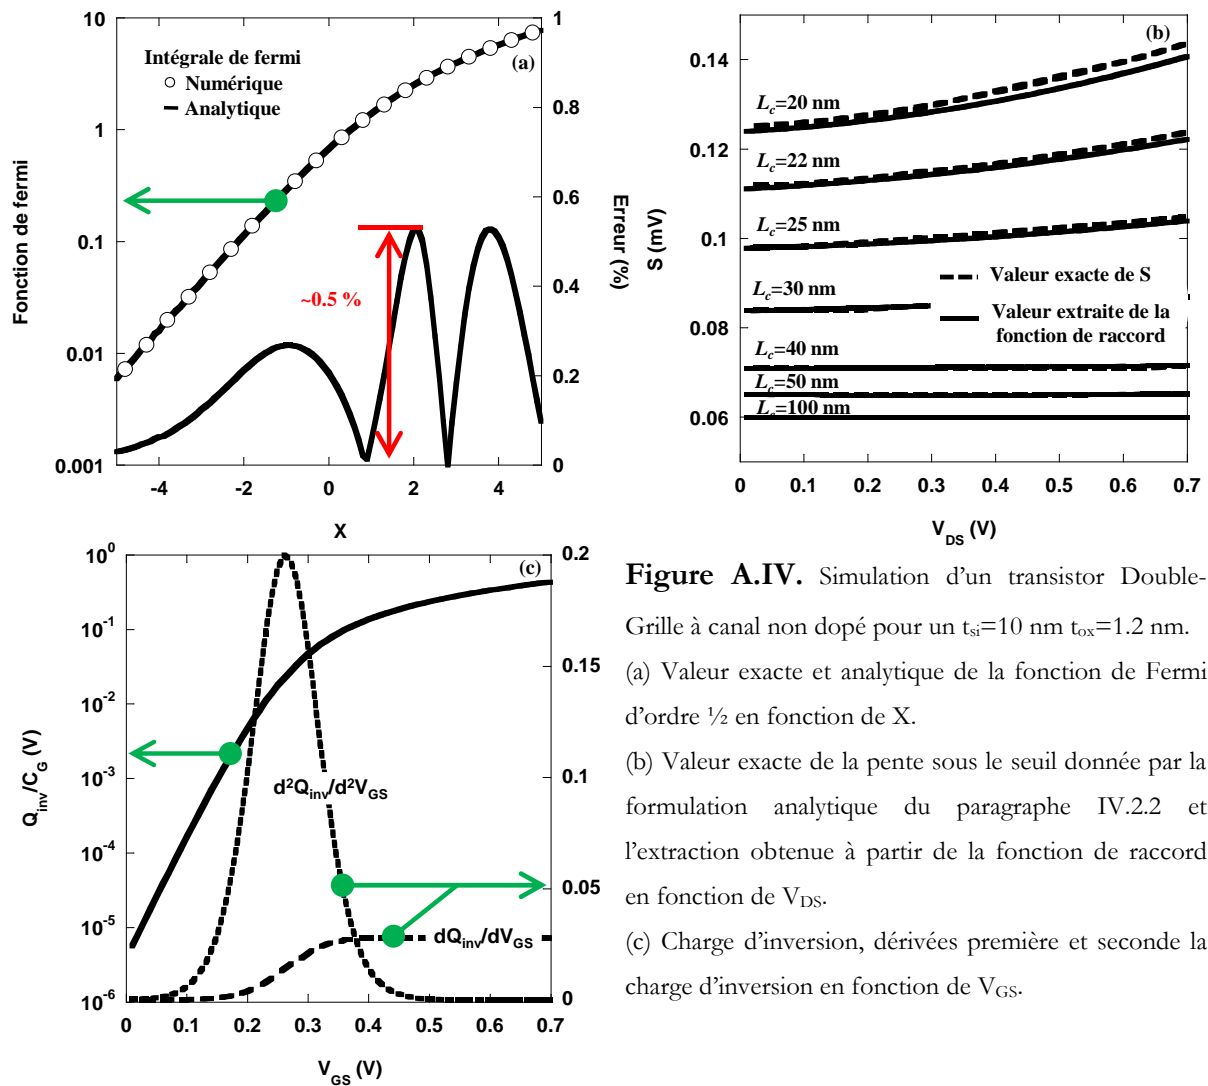 10
1
0.1
0.01
0.001
Fonction de fermi
Intégrale de fermi
Numérique
Analytique
(a)
~0.5 %
1
0.8
0.6
0.4
0.2
0
Erreur (%)
-4 -2 0 2 4
X
(b)
0.14
0.12
0.1
0.08
0.06
S (mV)
Lc=20 nm
Lc=22 nm
Lc=25 nm
Lc=30 nm
Lc=40 nm
Lc=50 nm
Lc=100 nm
Valeur exacte de S
Valeur extraite de la
fonction de raccord
0 0.1 0.2 0.3 0.4 0.5 0.6 0.7
VDS (V)
10⁰
10⁻¹
10⁻²
10⁻³
10⁻⁴
10⁻⁵
10⁻⁶
Qinv/CG (V)
(c)
d²Qinv/d²VGS
dQinv/dVGS
0.2
0.15
0.1
0.05
0
0 0.1 0.2 0.3 0.4 0.5 0.6 0.7
VGS (V)
Figure A.IV. Simulation d'un transistor Double-
Grille à canal non dopé pour un tsi=10 nm tox=1.2 nm.
(a) Valeur exacte et analytique de la fonction de Fermi
d'ordre ½ en fonction de X.
(b) Valeur exacte de la pente sous le seuil donnée par la
formulation analytique du paragraphe IV.2.2 et
l'extraction obtenue à partir de la fonction de raccord
en fonction de VDS.
(c) Charge d'inversion, dérivées première et seconde la
charge d'inversion en fonction de VGS.